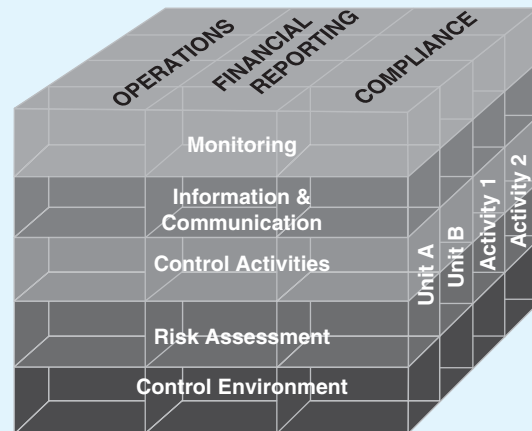 OPERATIONS
FINANCIAL
REPORTING
COMPLIANCE
Monitoring
Information &
Communication
Control Activities
Risk Assessment
Control Environment
Unit A
Unit B
Activity 1
Activity 2